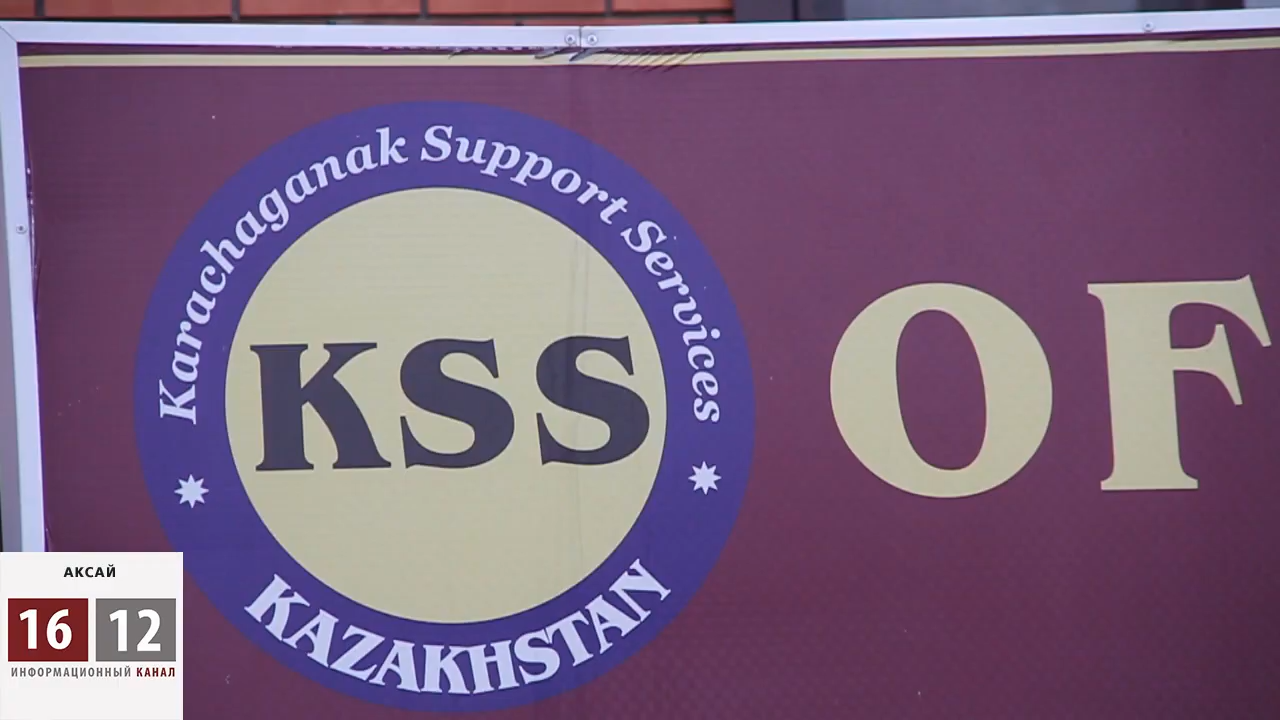 Karachaganak Support Services
KSS
KAZAKHSTAN
OF
АКСАЙ
16 12
ИНФОРМАЦИОННЫЙ КАНАЛ